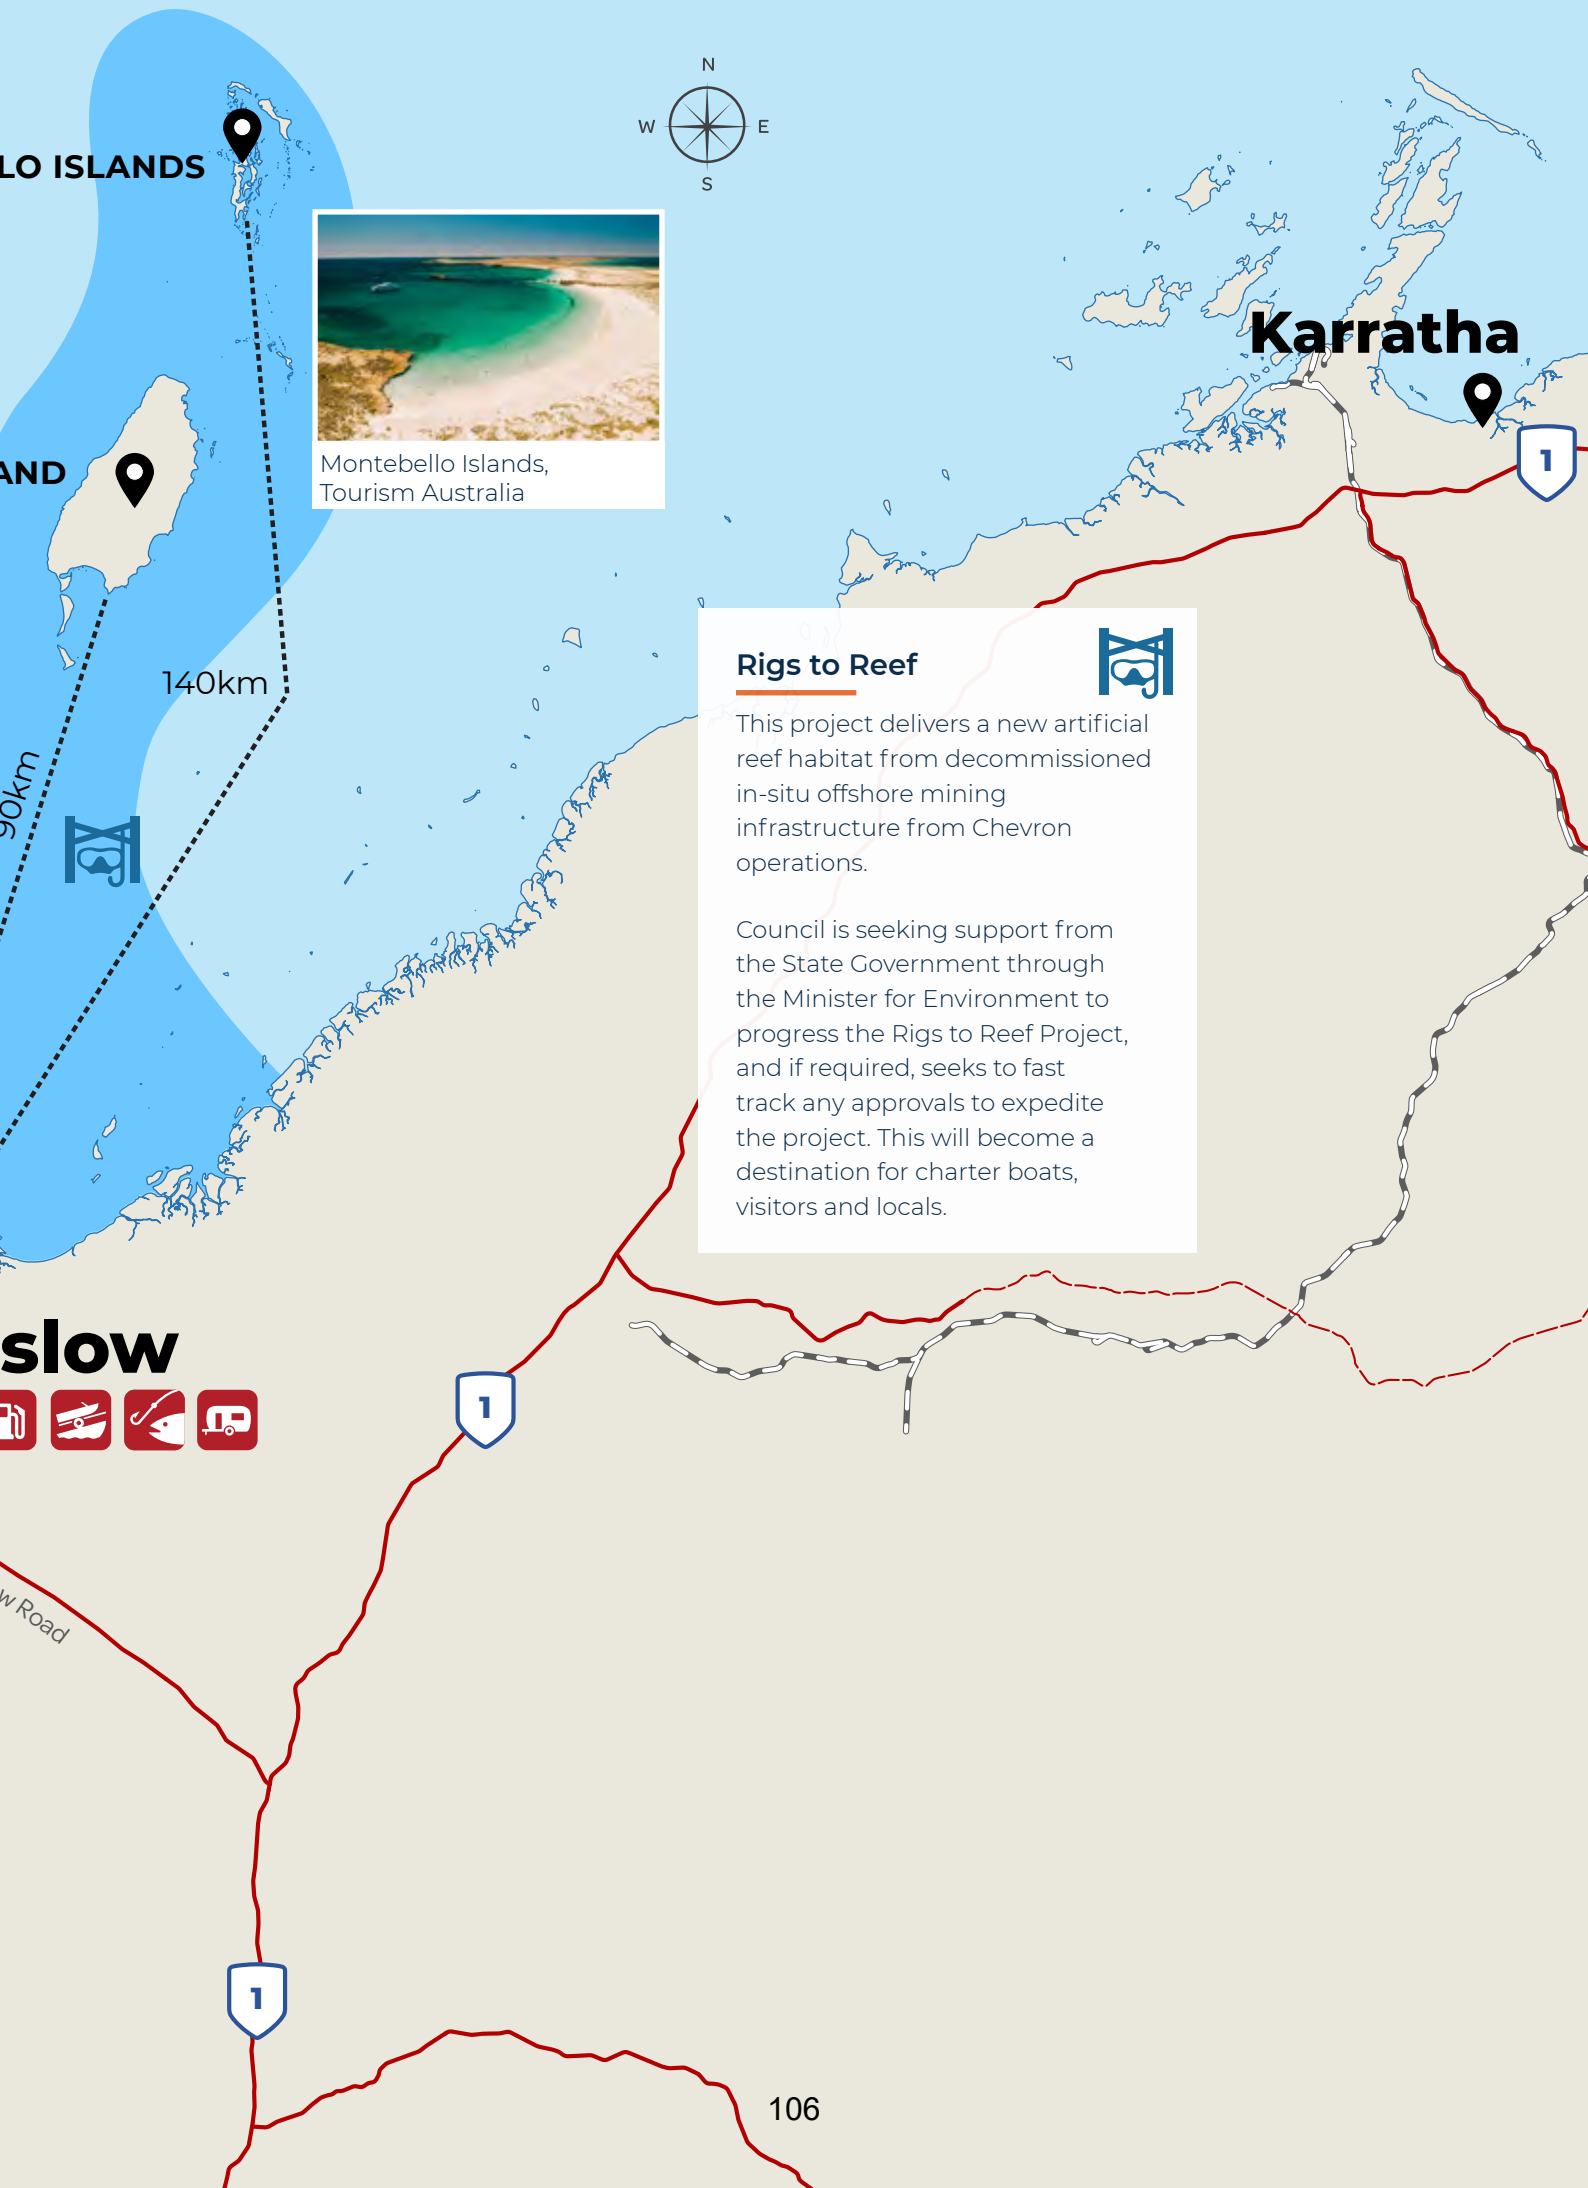 N
W E
S
LO ISLANDS
Karratha
1
AND
Montebello Islands,
Tourism Australia
140km
90km
Rigs to Reef
This project delivers a new artificial
reef habitat from decommissioned
in-situ offshore mining
infrastructure from Chevron
operations.
Council is seeking support from
the State Government through
the Minister for Environment to
progress the Rigs to Reef Project,
and if required, seeks to fast
track any approvals to expedite
the project. This will become a
destination for charter boats,
visitors and locals.
slow
1
w Road
1
106